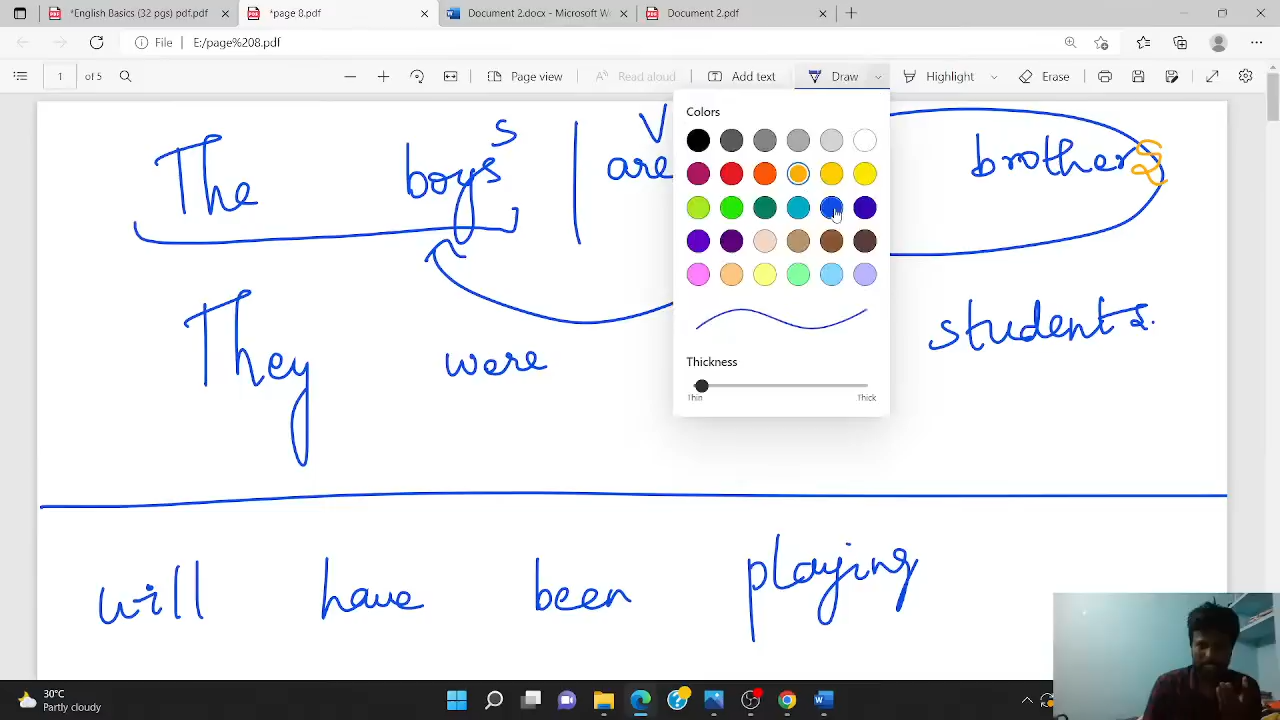 *English Basics (32 pgs) pdf.pdf
*page 8.pdf
Document 2.docx - Microsoft W
Document 2.pdf
File
E:/page%208.pdf
1 of 5
Page view
Read aloud
Add text
Draw
Highlight
Erase
Colors
S
V
The boys are brothers
They were students.
Thickness
Thin
Thick
will have been playing
30°C
Partly cloudy